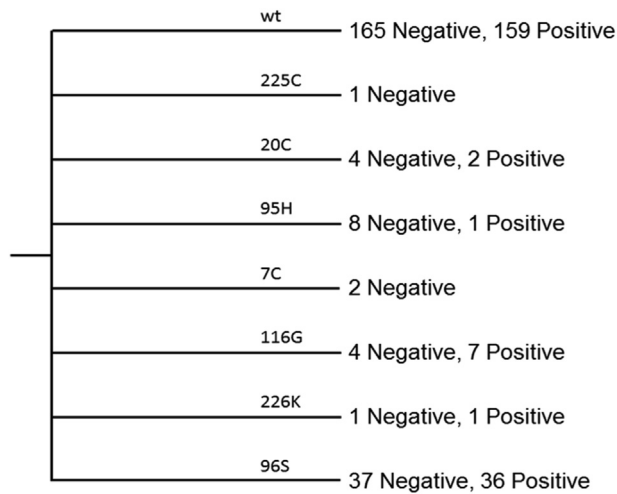 wt
165 Negative, 159 Positive
225C
1 Negative
20C
4 Negative, 2 Positive
95H
8 Negative, 1 Positive
7C
2 Negative
116G
4 Negative, 7 Positive
226K
1 Negative, 1 Positive
96S
37 Negative, 36 Positive